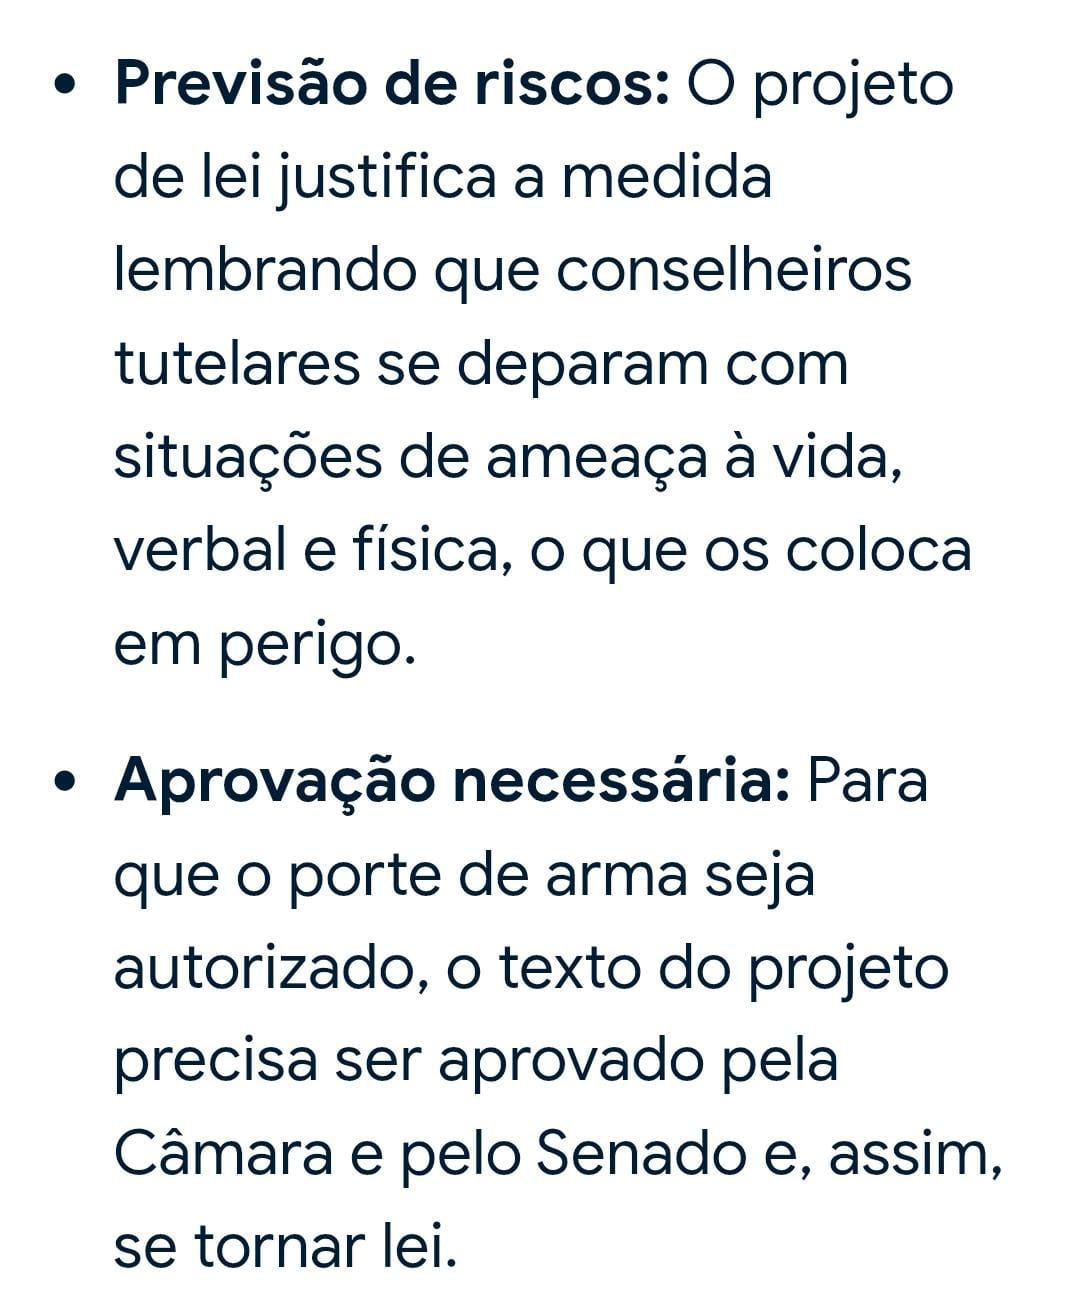 • Previsão de riscos: O projeto
de lei justifica a medida
lembrando que conselheiros
tutelares se deparam com
situações de ameaça à vida,
verbal e física, o que os coloca
em perigo.
• Aprovação necessária: Para
que o porte de arma seja
autorizado, o texto do projeto
precisa ser aprovado pela
Câmara e pelo Senado e, assim,
se tornar lei.